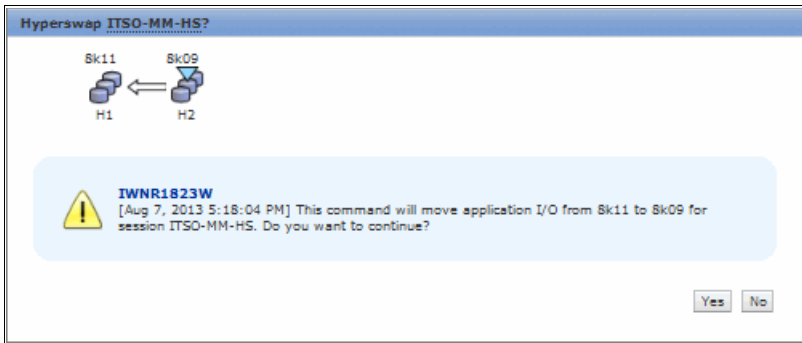 Hyperswap ITSO-MM-HS?
8k11 8k09
H1 H2
IWNR1823W
[Aug 7, 2013 5:18:04 PM] This command will move application I/O from 8k11 to 8k09 for
session ITSO-MM-HS. Do you want to continue?
Yes No